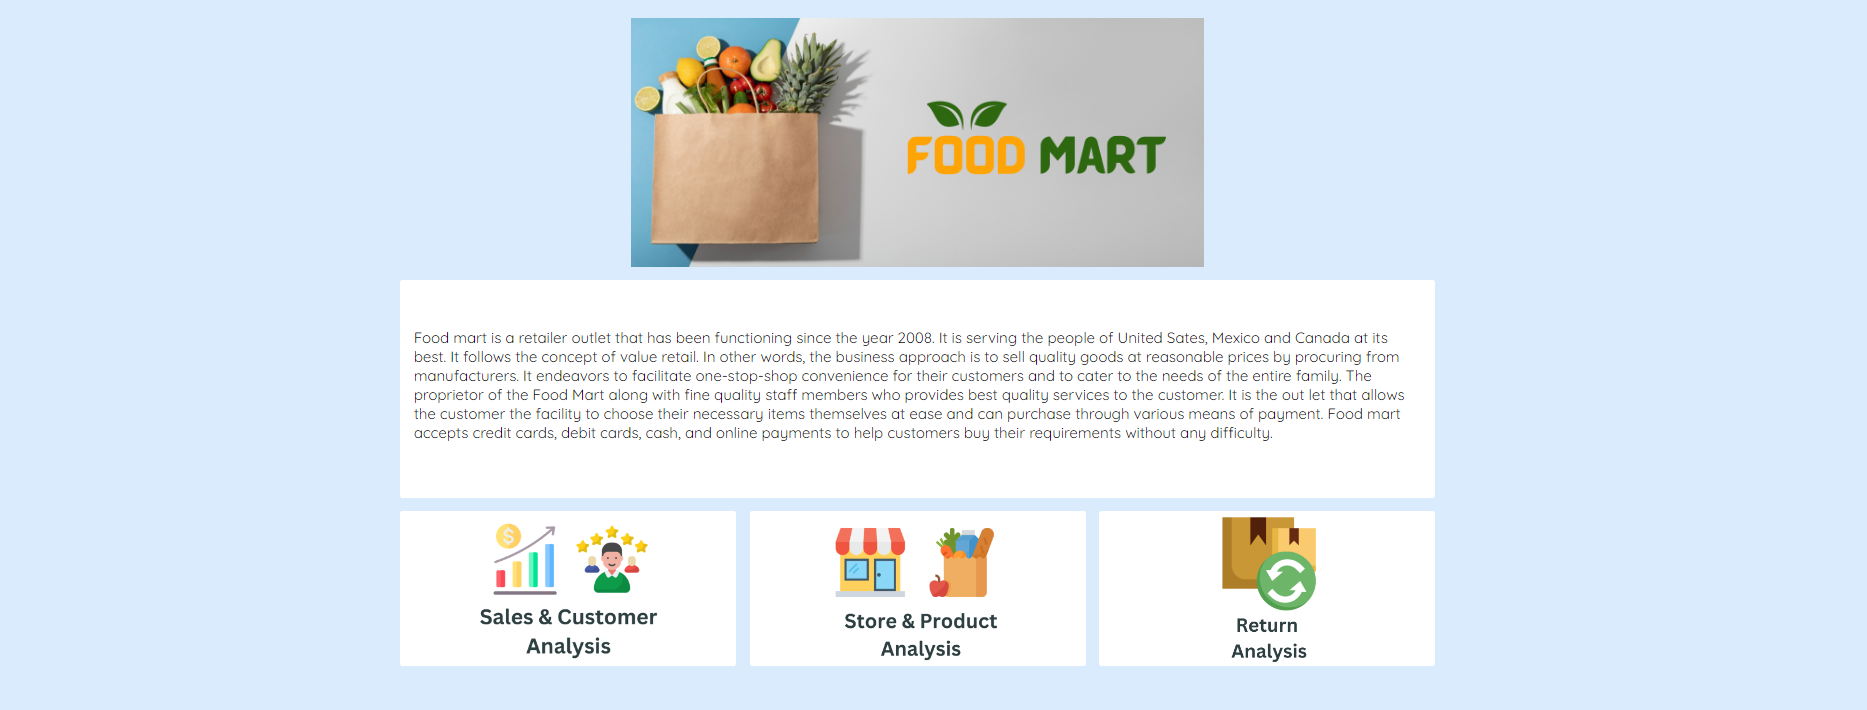 FOOD MART
Food mart is a retailer outlet that has been functioning since the year 2008. It is serving the people of United Sates, Mexico and Canada at its
best. It follows the concept of value retail. In other words, the business approach is to sell quality goods at reasonable prices by procuring from
manufacturers. It endeavors to facilitate one-stop-shop convenience for their customers and to cater to the needs of the entire family. The
proprietor of the Food Mart along with fine quality staff members who provides best quality services to the customer. It is the out let that allows
the customer the facility to choose their necessary items themselves at ease and can purchase through various means of payment. Food mart
accepts credit cards, debit cards, cash, and online payments to help customers buy their requirements without any difficulty.
$
Sales & Customer
Analysis
Store & Product
Analysis
Return
Analysis